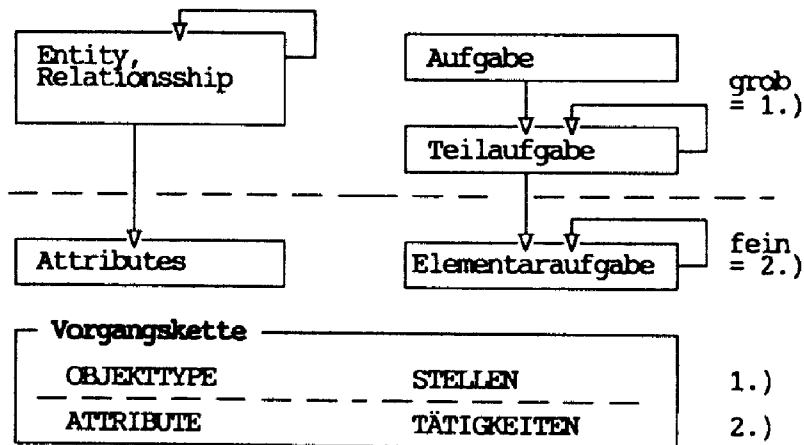 Entity,
Relationsship
Aufgabe
grob
= 1.)
Teilaufgabe
Attributes
Elementaraufgabe
fein
= 2.)
Vorgangskette
OBJEKTTYPE STELLEN 1.)
ATTRIBUTE TÄTIGKEITEN 2.)